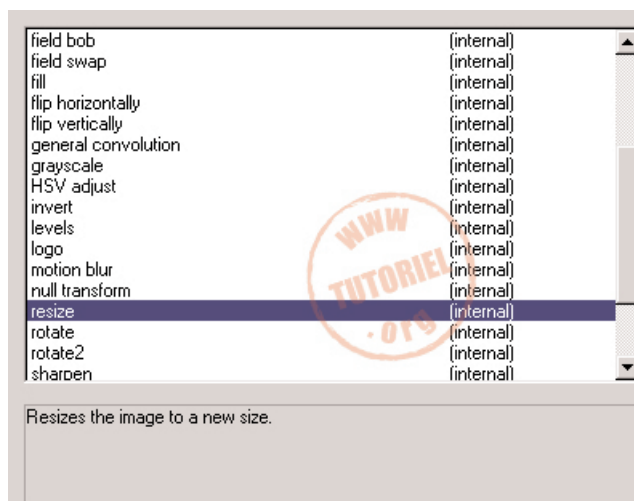 field bob (internal)
field swap (internal)
fill (internal)
flip horizontally (internal)
flip vertically (internal)
general convolution (internal)
grayscale (internal)
HSV adjust (internal)
invert (internal)
levels (internal)
logo (internal)
motion blur (internal)
null transform (internal)
resize (internal)
rotate (internal)
rotate2 (internal)
sharpen (internal)
WWW
TUTORIEL
.org
Resizes the image to a new size.